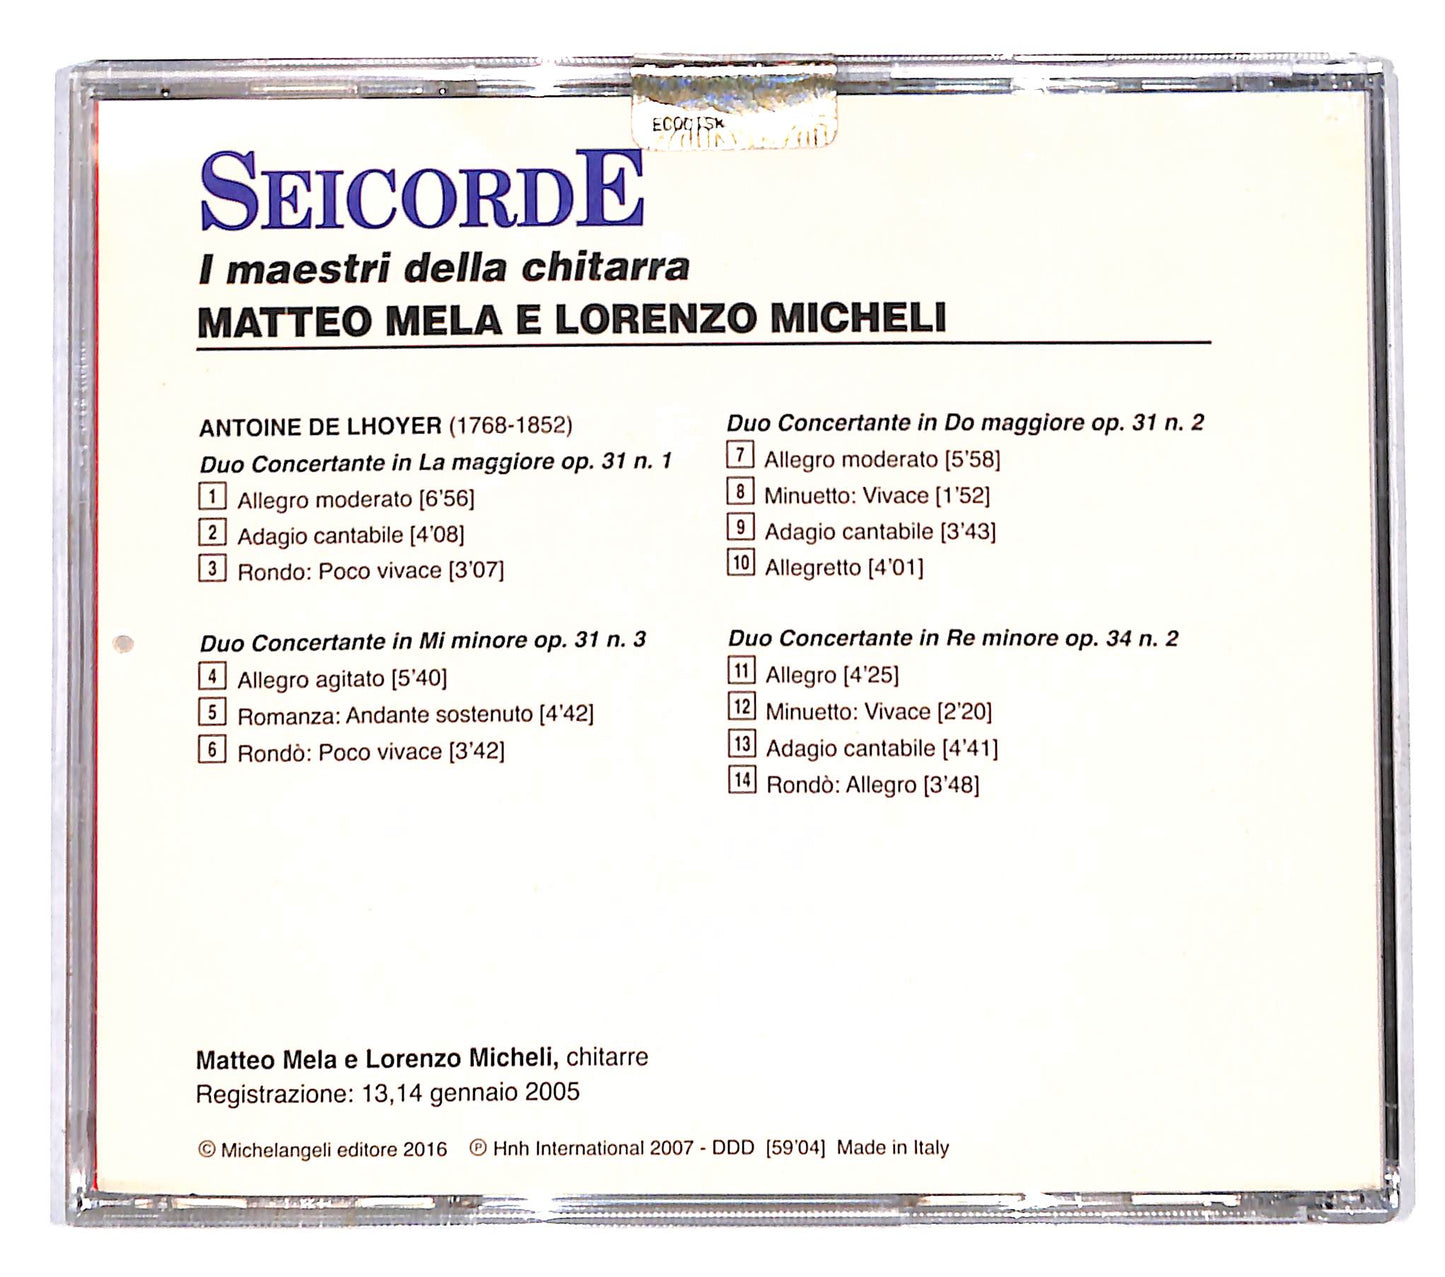 ECODISK
SEICORDE
I maestri della chitarra
MATTEO MELA E LORENZO MICHELI
ANTOINE DE LHOYER (1768-1852)
Duo Concertante in La maggiore op. 31 n. 1
1 Allegro moderato [6'56]
2 Adagio cantabile [4'08]
3 Rondo: Poco vivace [3'07]
Duo Concertante in Mi minore op. 31 n. 3
4 Allegro agitato [5'40]
5 Romanza: Andante sostenuto [4'42]
6 Rondò: Poco vivace [3'42]
Duo Concertante in Do maggiore op. 31 n. 2
7 Allegro moderato [5'58]
8 Minuetto: Vivace [1'52]
9 Adagio cantabile [3'43]
10 Allegretto [4'01]
Duo Concertante in Re minore op. 34 n. 2
11 Allegro [4'25]
12 Minuetto: Vivace [2'20]
13 Adagio cantabile [4'41]
14 Rondò: Allegro [3'48]
Matteo Mela e Lorenzo Micheli, chitarre
Registrazione: 13,14 gennaio 2005
© Michelangeli editore 2016 ℗ Hnh International 2007 - DDD [59'04] Made in Italy